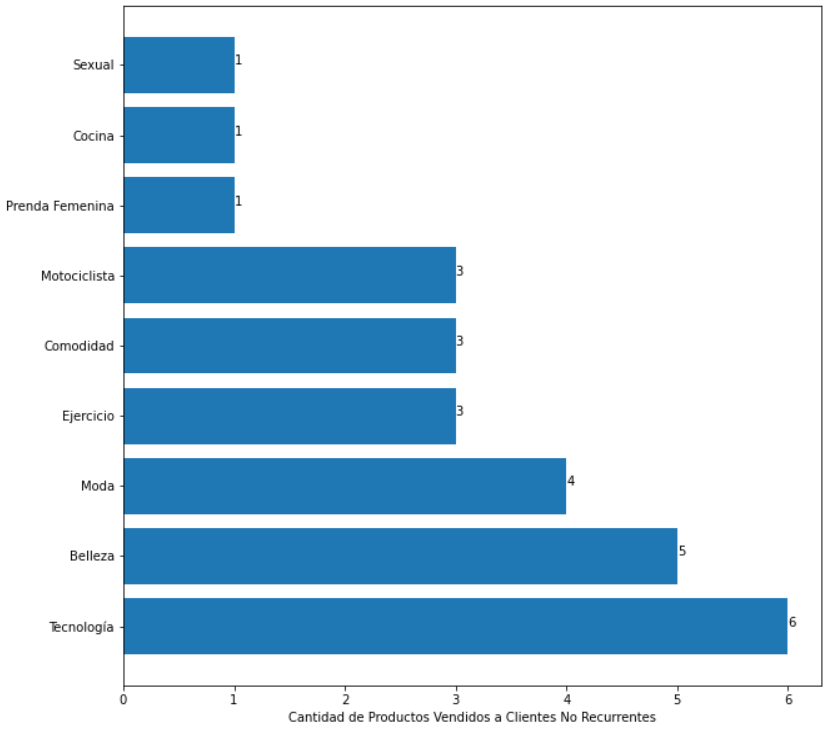 Sexual 1
Cocina 1
Prenda Femenina 1
Motociclista 3
Comodidad 3
Ejercicio 3
Moda 4
Belleza 5
Tecnología 6
0 1 2 3 4 5 6
Cantidad de Productos Vendidos a Clientes No Recurrentes